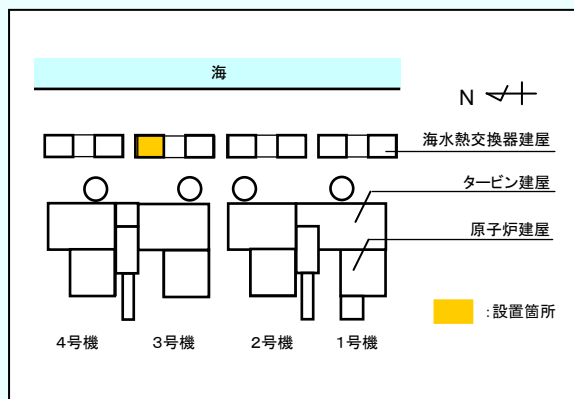 海
N
海水熱交換器建屋
タービン建屋
原子炉建屋
:設置箇所
4号機
3号機
2号機
1号機